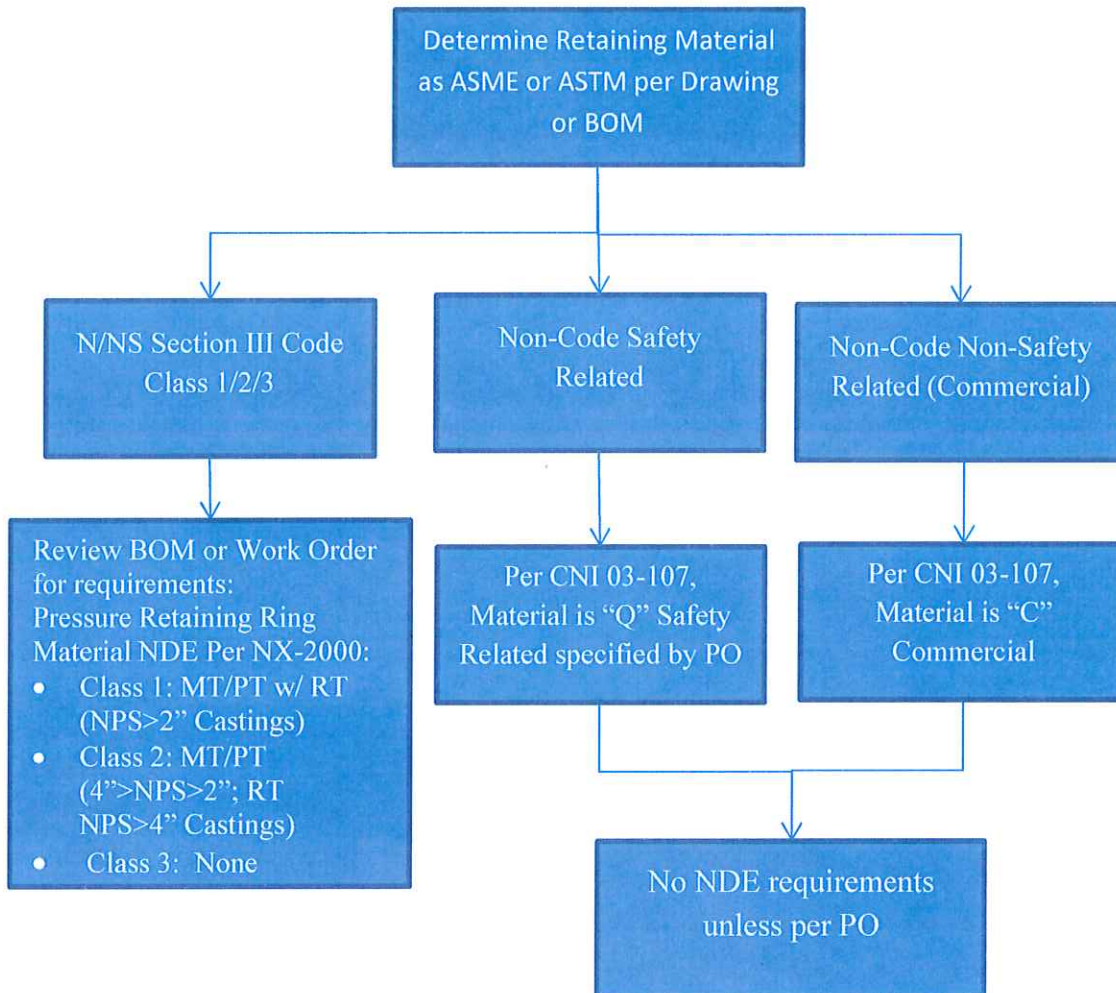 Determine Retaining Material
as ASME or ASTM per Drawing
or BOM
N/NS Section III Code
Class 1/2/3
Non-Code Safety
Related
Non-Code Non-Safety
Related (Commercial)
Review BOM or Work Order
for requirements:
Pressure Retaining Ring
Material NDE Per NX-2000:
• Class 1: MT/PT w/ RT
(NPS>2” Castings)
• Class 2: MT/PT
(4”>NPS>2”; RT
NPS>4” Castings)
• Class 3: None
Per CNI 03-107,
Material is “Q” Safety
Related specified by PO
Per CNI 03-107,
Material is “C”
Commercial
No NDE requirements
unless per PO